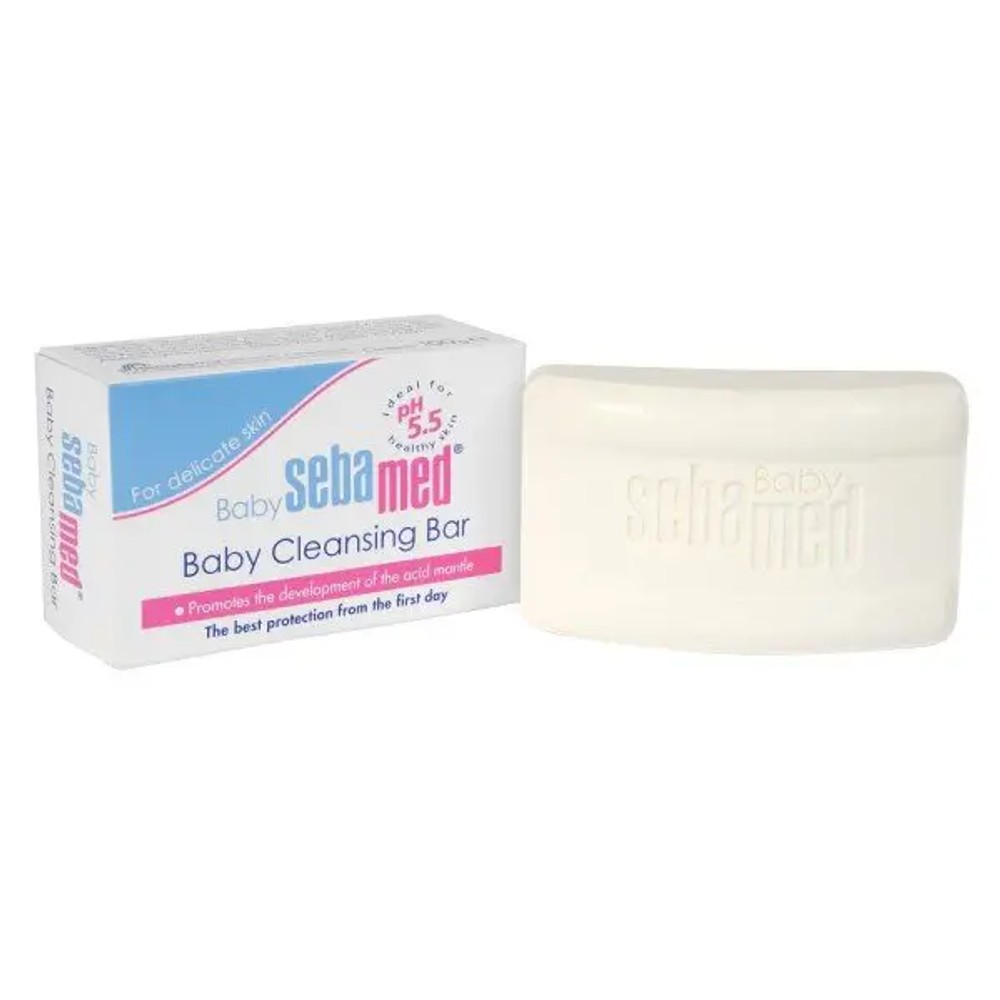 For delicate skin
ideal for
pH
5.5
healthy skin
Baby sebamed®
Baby Cleansing Bar
• Promotes the development of the acid mantle
The best protection from the first day
Baby
sebamed®
Baby Cleansing Bar
100g
Baby
sebamed